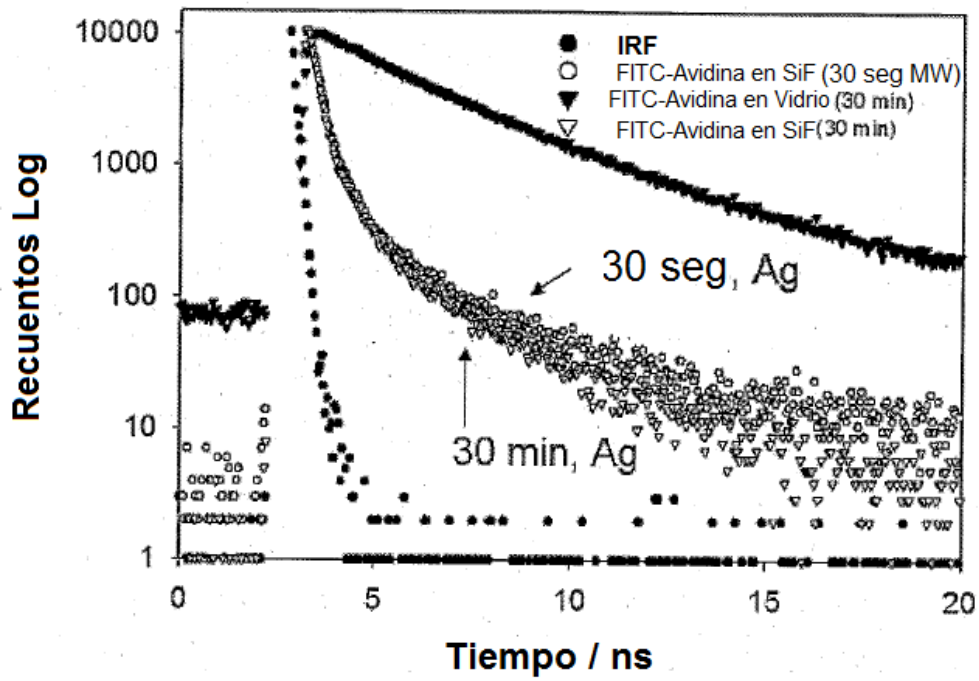 Recuentos Log
10000
1000
100
10
1
IRF
FITC-Avidina en SiF (30 seg MW)
FITC-Avidina en Vidrio (30 min)
FITC-Avidina en SiF (30 min)
30 seg, Ag
30 min, Ag
0 5 10 15 20
Tiempo / ns